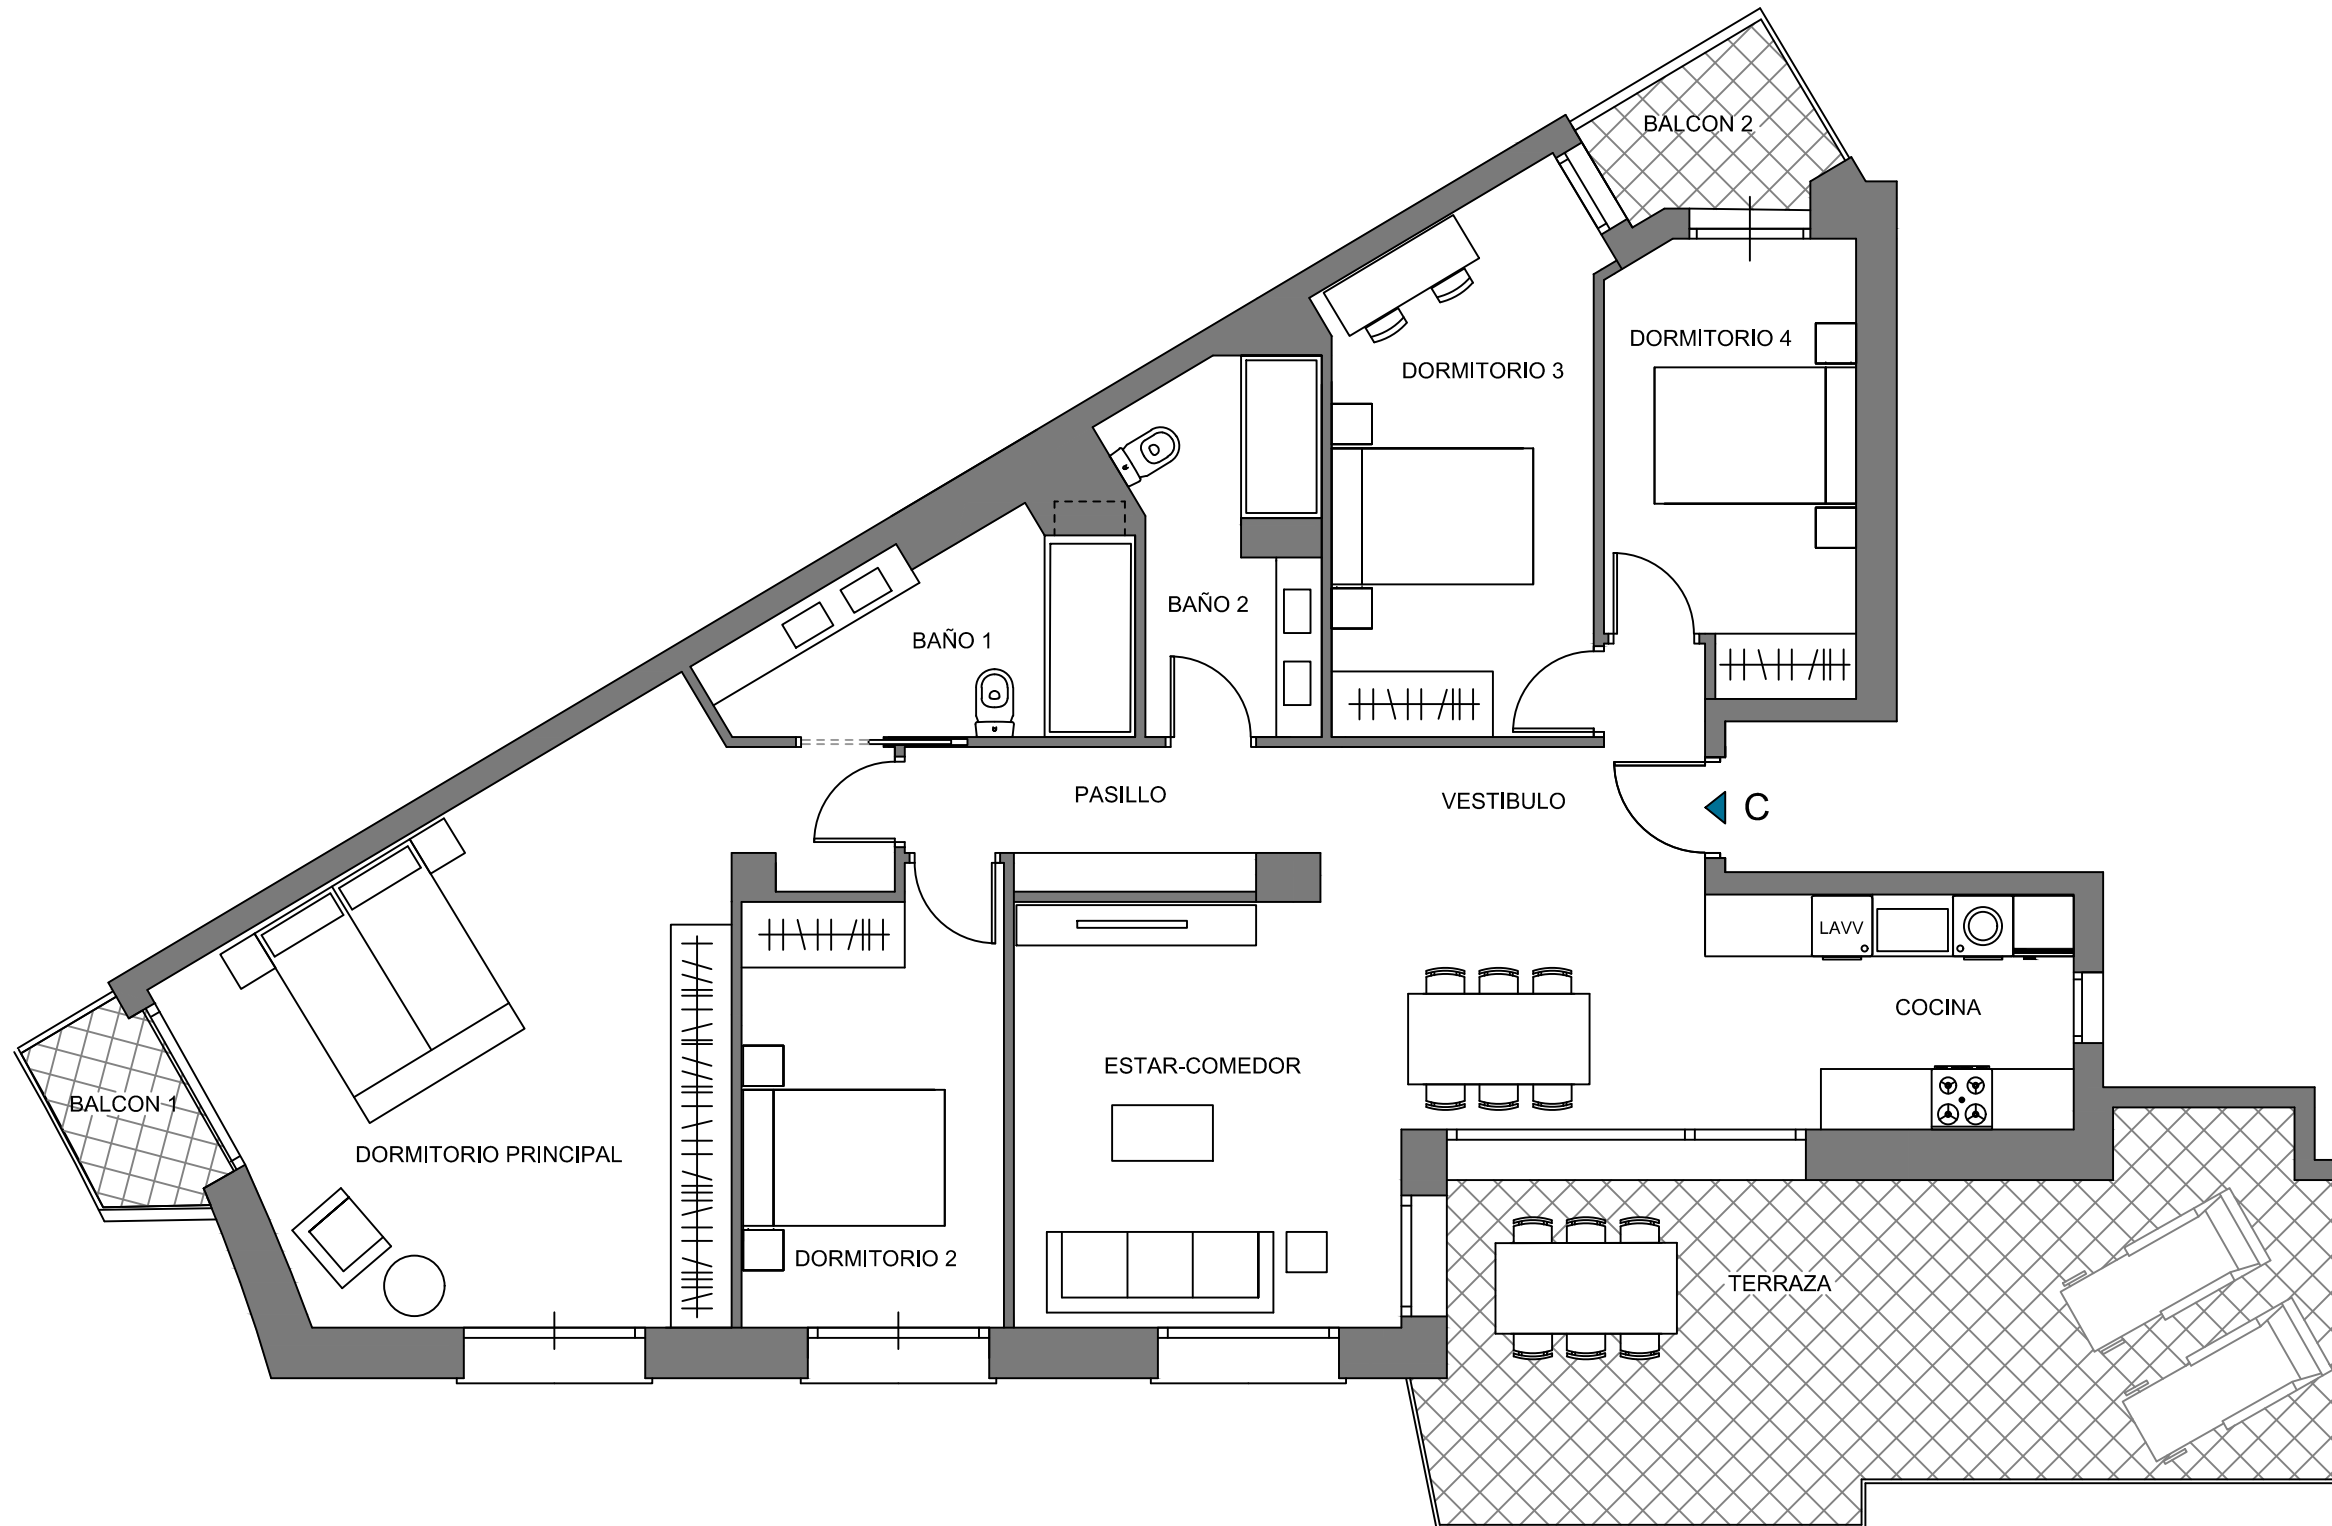 BALCON 2
DORMITORIO 4
DORMITORIO 3
BAÑO 2
BAÑO 1
PASILLO
VESTIBULO
C
LAVV
COCINA
ESTAR-COMEDOR
BALCON 1
DORMITORIO PRINCIPAL
DORMITORIO 2
TERRAZA